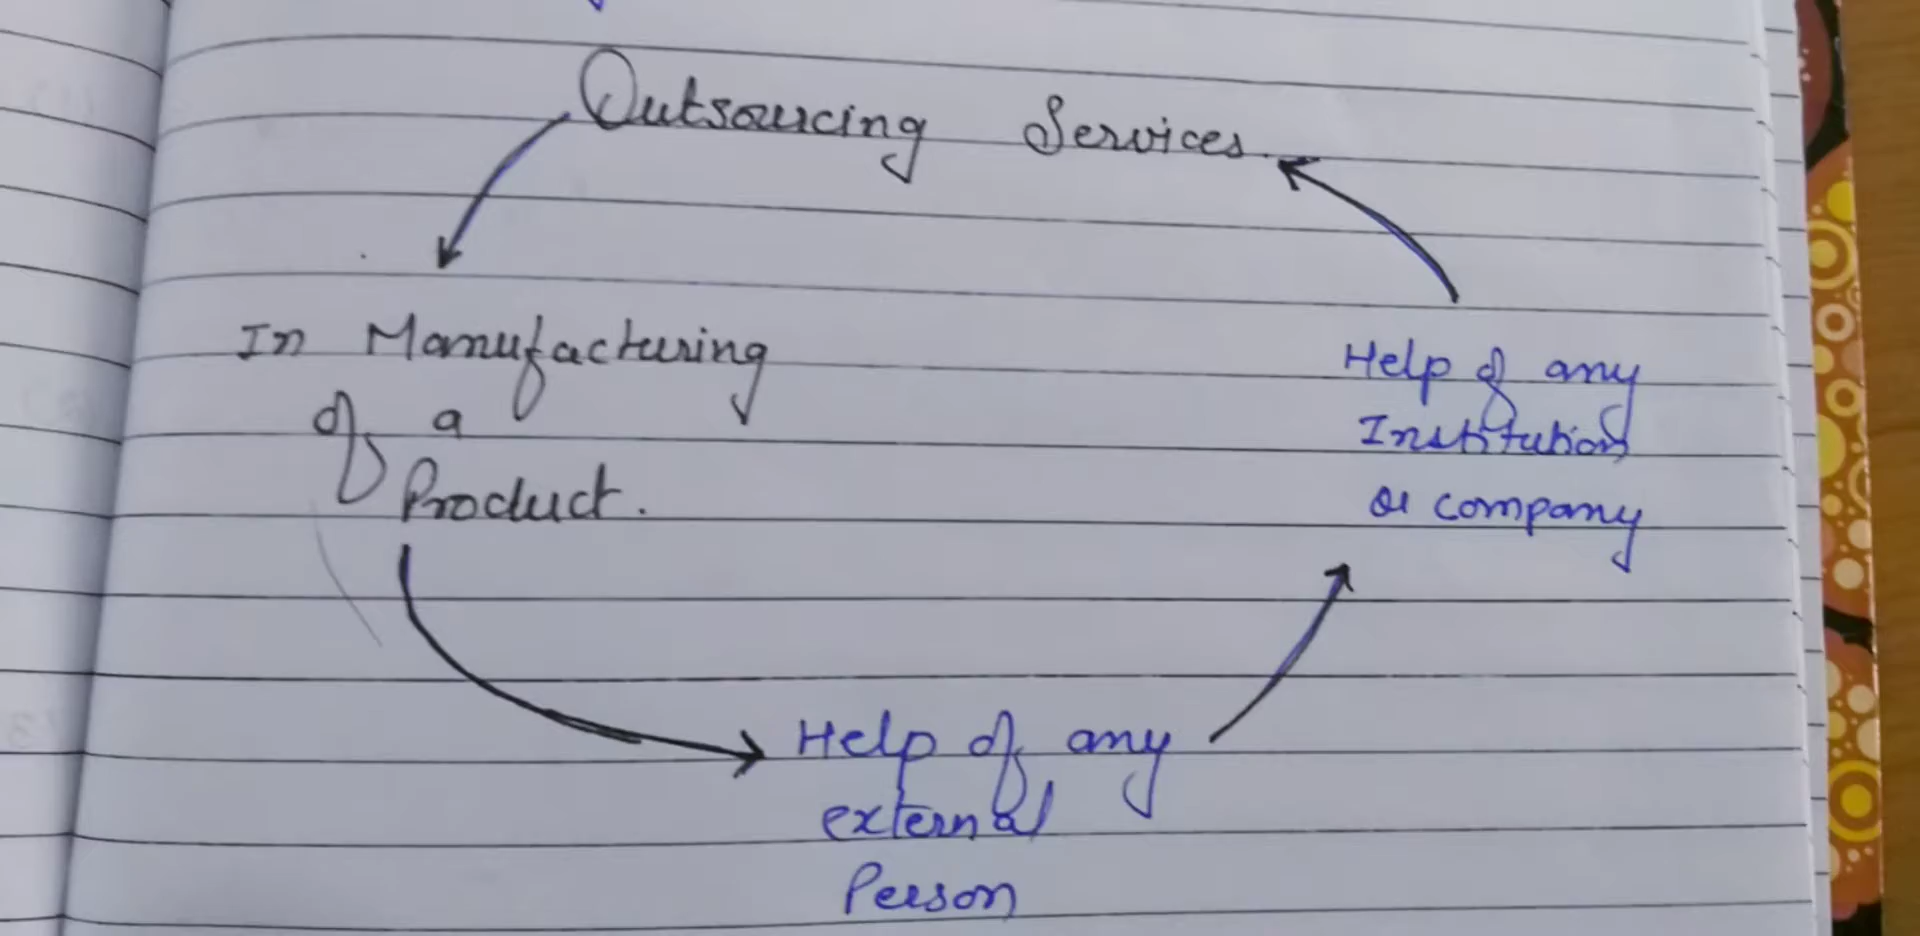 Outsourcing Services.
In Manufacturing
of a
Product.
Help of any
Institution
or company
Help of any
external
Person